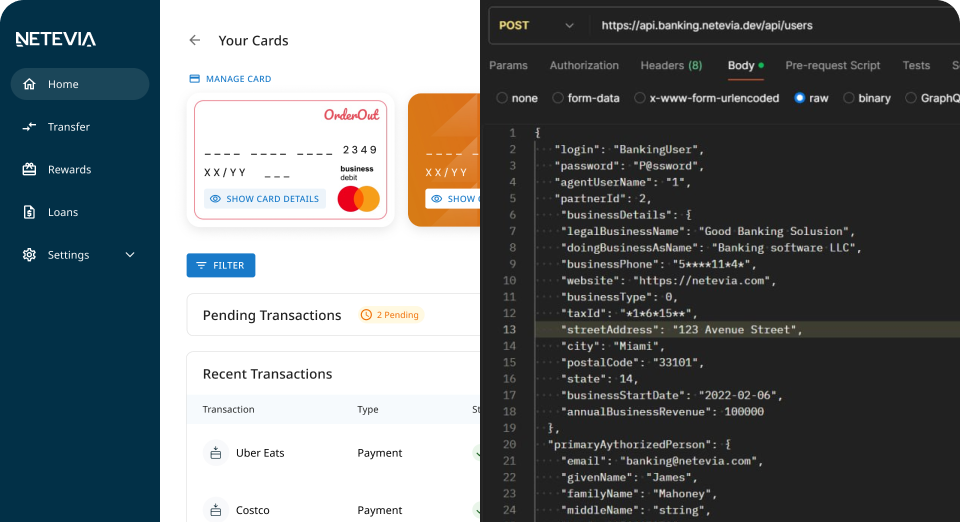 NETEVIA
Home
Transfer
Rewards
Loans
Settings
Your Cards
MANAGE CARD
OrderOut
2349
XX/YY
business
debit
SHOW CARD DETAILS
XX/YY
SHOW C
FILTER
Pending Transactions
2 Pending
Recent Transactions
Transaction Type St
Uber Eats Payment
Costco Payment
POST https://api.banking.netevia.dev/api/users
Params Authorization Headers (8) Body Pre-request Script Tests S
none form-data x-www-form-urlencoded raw binary GraphQ
1 {
2 "login": "BankingUser",
3 "password": "P@ssword",
4 "agentUserName": "1",
5 "partnerId": 2,
6 "businessDetails": {
7 "legalBusinessName": "Good Banking Solusion",
8 "doingBusinessAsName": "Banking software LLC",
9 "businessPhone": "5****11*4*",
10 "website": "https://netevia.com",
11 "businessType": 0,
12 "taxId": "*1*6*15**",
13 "streetAddress": "123 Avenue Street",
14 "city": "Miami",
15 "postalCode": "33101",
16 "state": 14,
17 "businessStartDate": "2022-02-06",
18 "annualBusinessRevenue": 100000
19 },
20 "primaryAythorizedPerson": {
21 "email": "banking@netevia.com",
22 "givenName": "James",
23 "familyName": "Mahoney",
24 "middleName": "string",